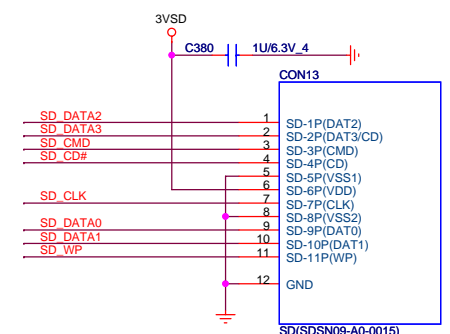 3VSD
C380 1U/6.3V_4
CON13
SD_DATA2 1 SD-1P(DAT2)
SD_DATA3 2 SD-2P(DAT3/CD)
SD_CMD 3 SD-3P(CMD)
SD_CD# 4 SD-4P(CD)
5 SD-5P(VSS1)
6 SD-6P(VDD)
SD_CLK 7 SD-7P(CLK)
8 SD-8P(VSS2)
SD_DATA0 9 SD-9P(DAT0)
SD_DATA1 10 SD-10P(DAT1)
SD_WP 11 SD-11P(WP)
12 GND
SD(SDSN09-A0-0015)